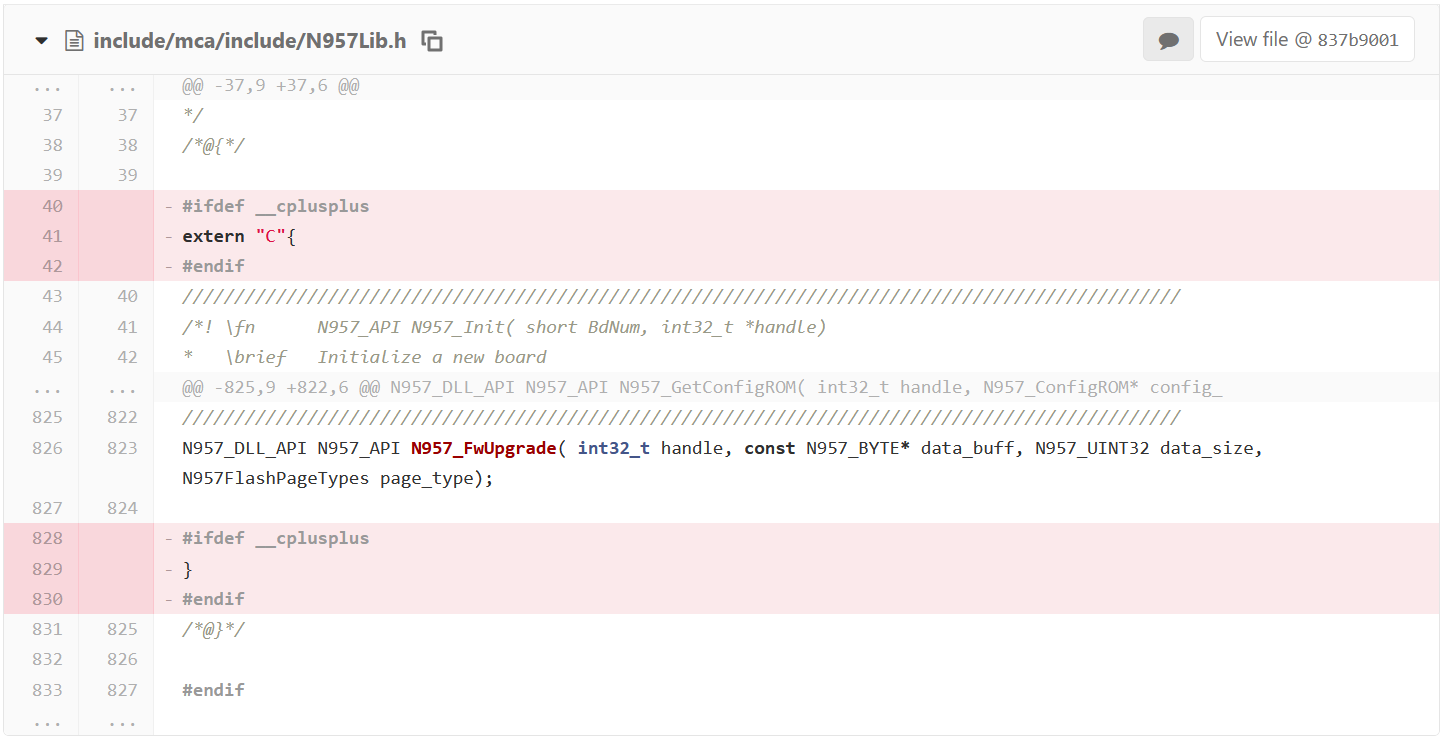 include/mca/include/N957Lib.h View file @ 837b9001
... ... @@ -37,9 +37,6 @@
37 37 */
38 38 /*@{*/
39 39
40 - #ifdef __cplusplus
41 - extern "C"{
42 - #endif
43 40 ////////////////////////////////////////////////////////////////////////////////////////////////
44 41 /*! \fn N957_API N957_Init( short BdNum, int32_t *handle)
45 42 * \brief Initialize a new board
... ... @@ -825,9 +822,6 @@ N957_DLL_API N957_API N957_GetConfigROM( int32_t handle, N957_ConfigROM* config_
825 822 ////////////////////////////////////////////////////////////////////////////////////////////////
826 823 N957_DLL_API N957_API N957_FwUpgrade( int32_t handle, const N957_BYTE* data_buff, N957_UINT32 data_size,
N957FlashPageTypes page_type);
827 824
828 - #ifdef __cplusplus
829 - }
830 - #endif
831 825 /*@}*/
832 826
833 827 #endif
... ...